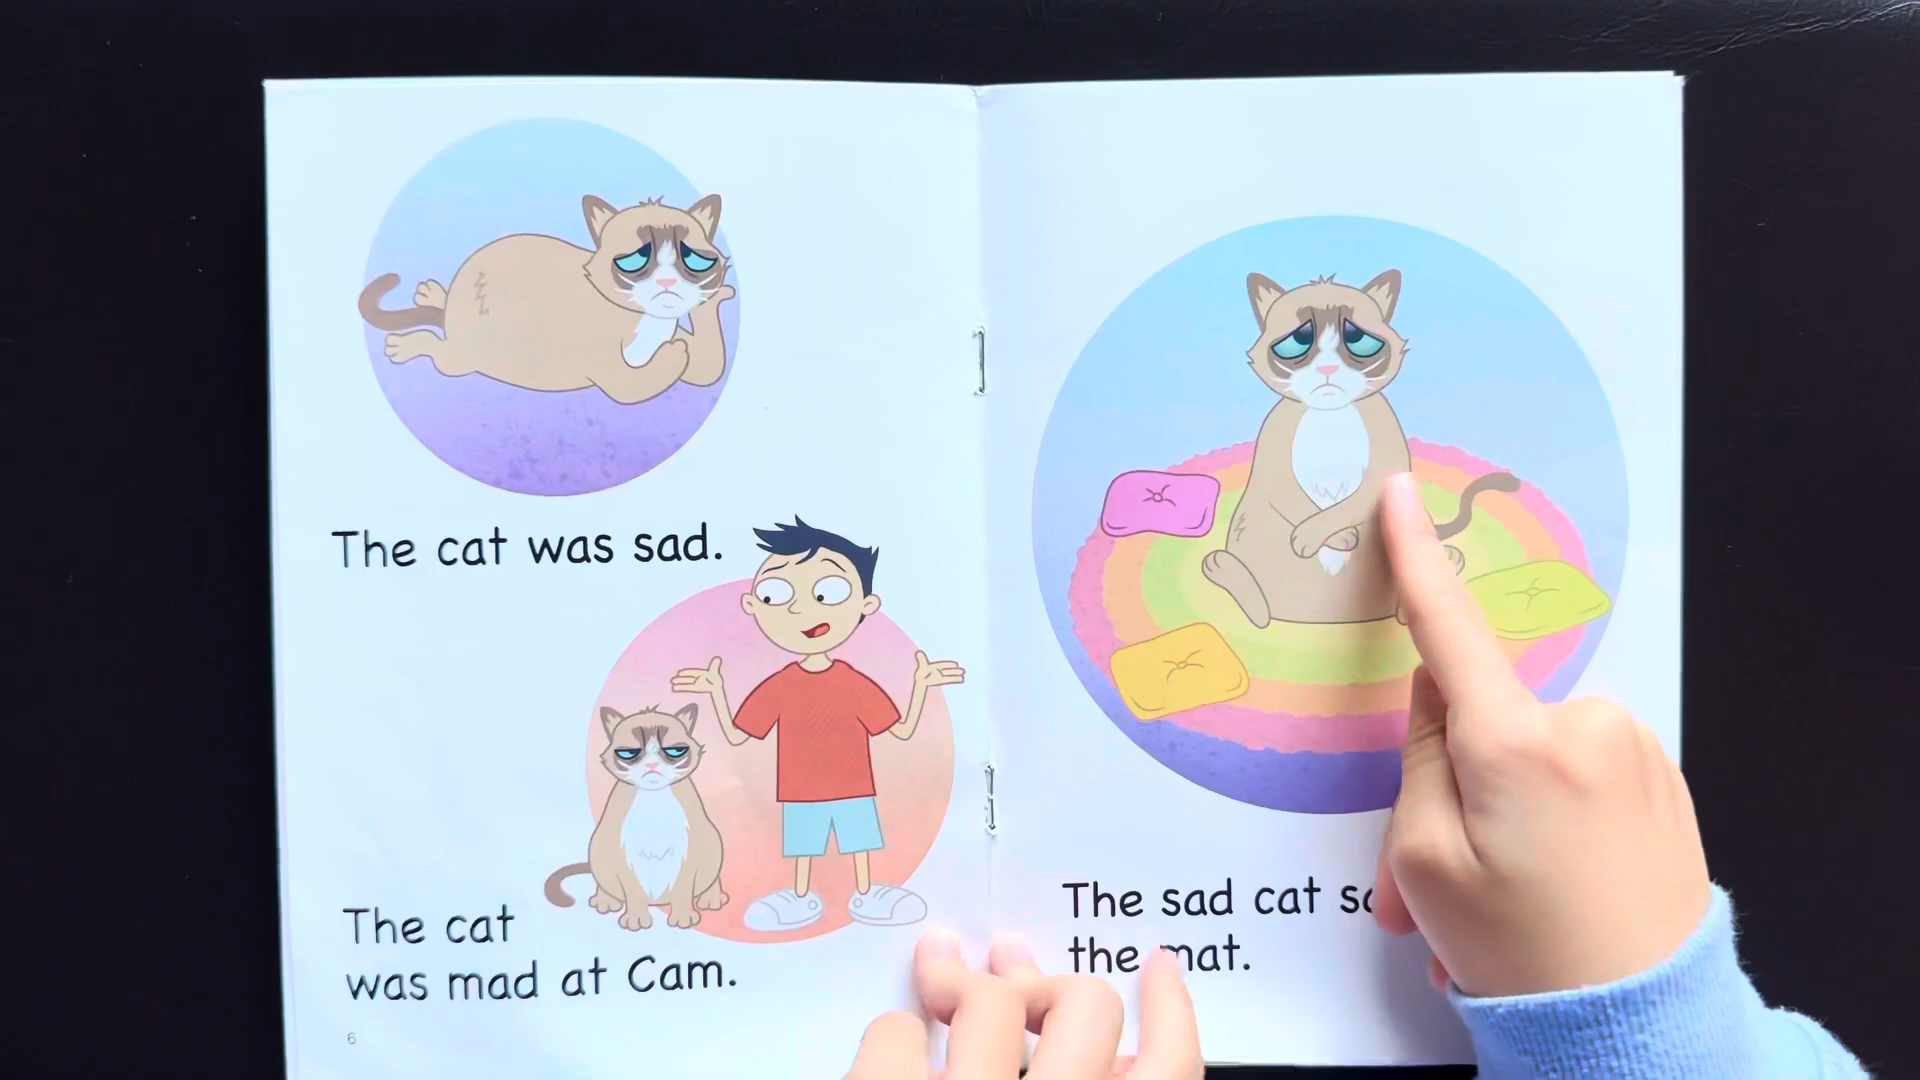 The cat was sad.
The cat
was mad at Cam.
6
The sad cat
the mat.